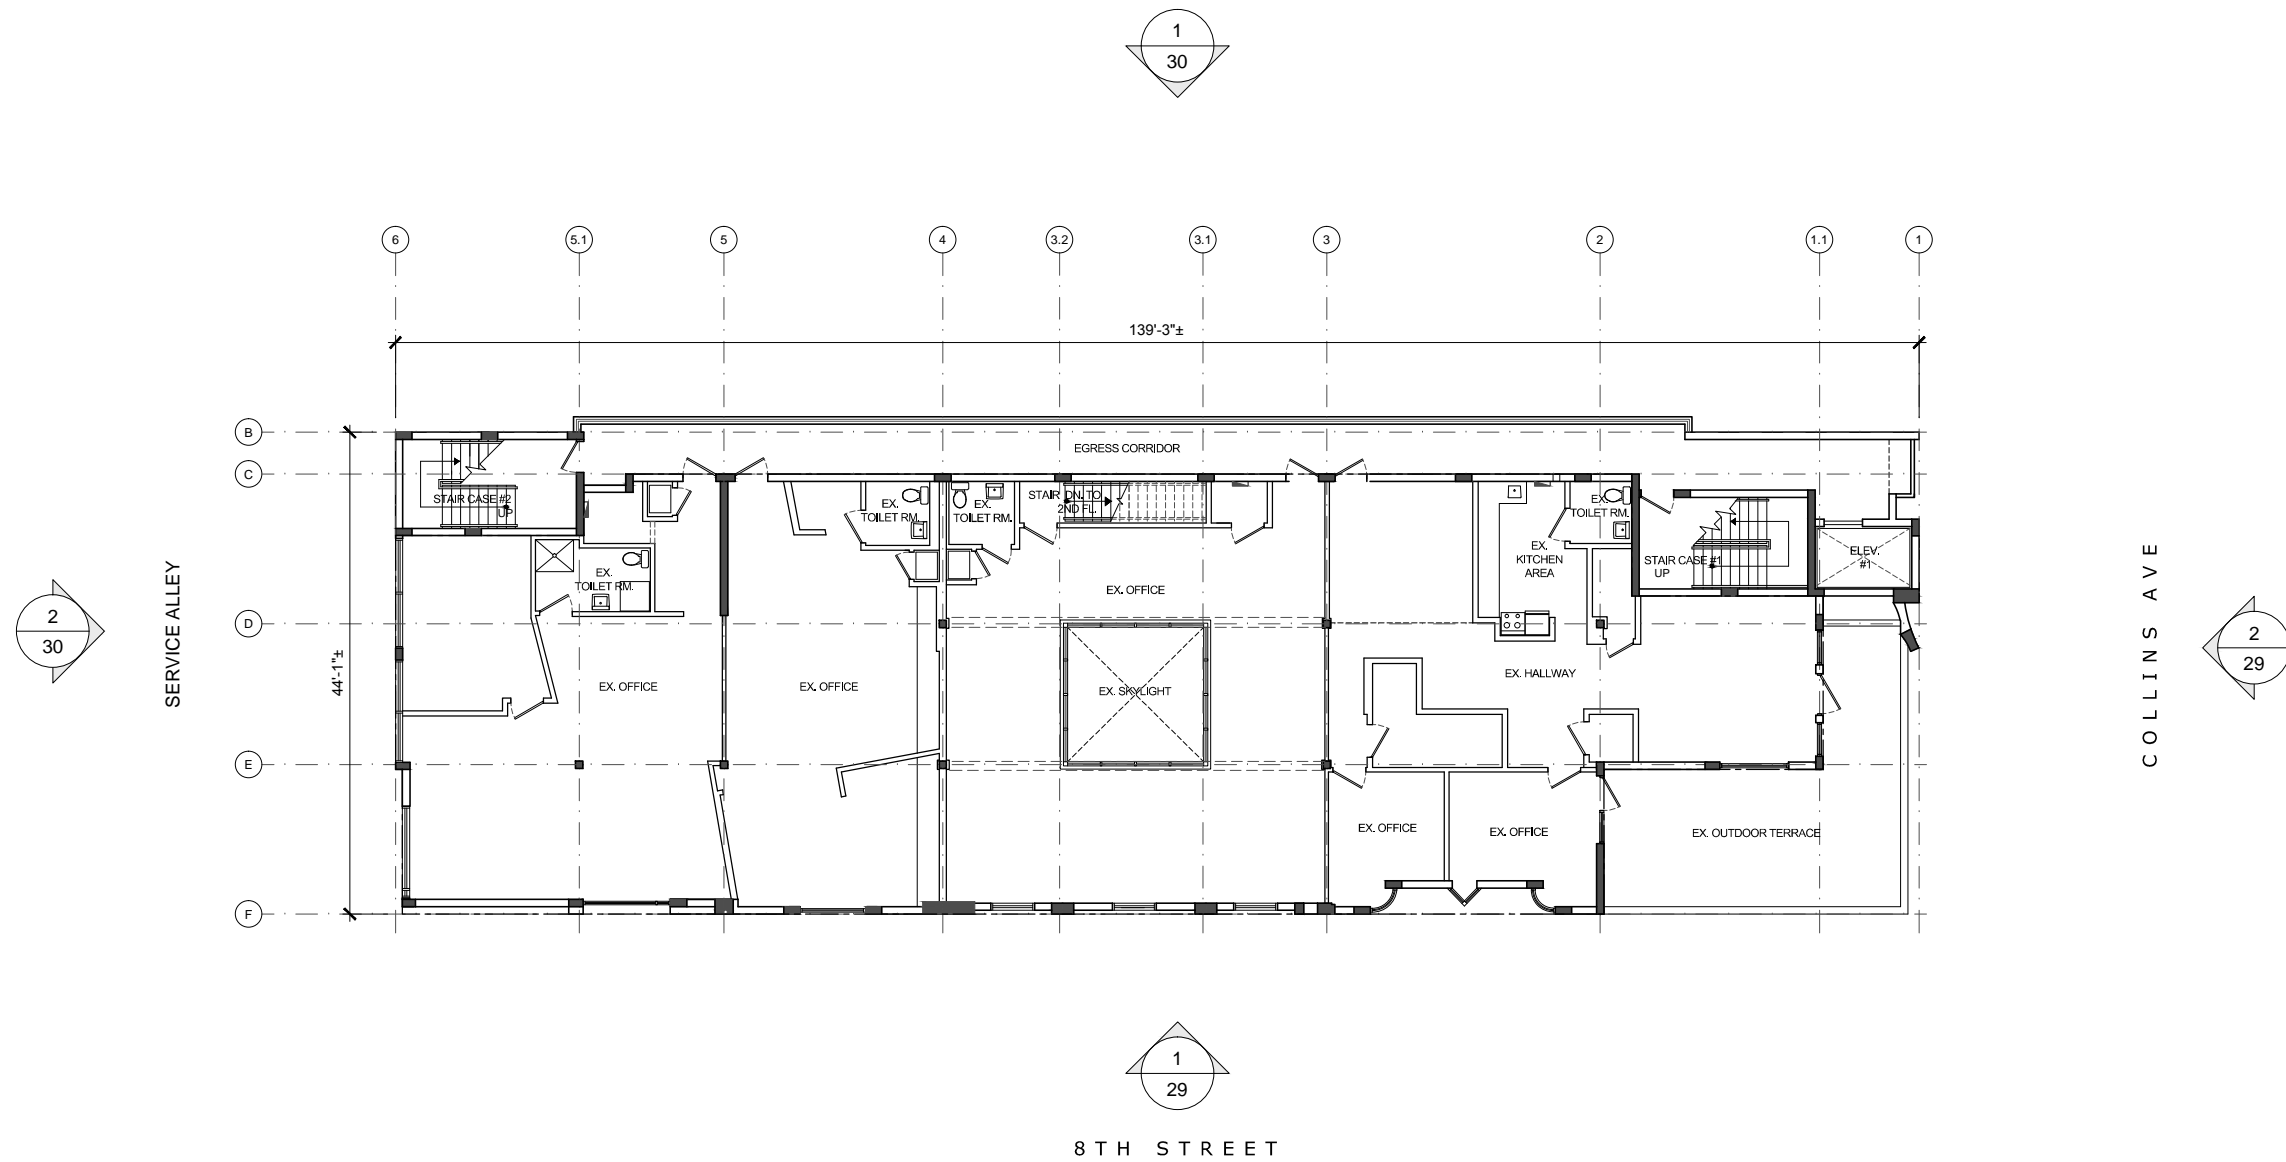 1
30
6
5.1
5
4
3.2
3.1
3
2
1.1
1
139'-3"±
B
EGRESS CORRIDOR
C
STAIR CASE #2
UP
EX.
TOILET RM.
EX.
TOILET RM.
STAIR DN. TO
2ND FL.
EX.
TOILET RM.
EX.
KITCHEN
AREA
STAIR CASE #1
UP
ELEV.
#1
EX.
TOILET RM.
EX. OFFICE
D
2
30
SERVICE ALLEY
44'-1"±
EX. OFFICE
EX. OFFICE
EX. SKYLIGHT
EX. HALLWAY
COLLINS AVE
2
29
E
EX. OFFICE
EX. OFFICE
EX. OUTDOOR TERRACE
F
1
29
8TH STREET